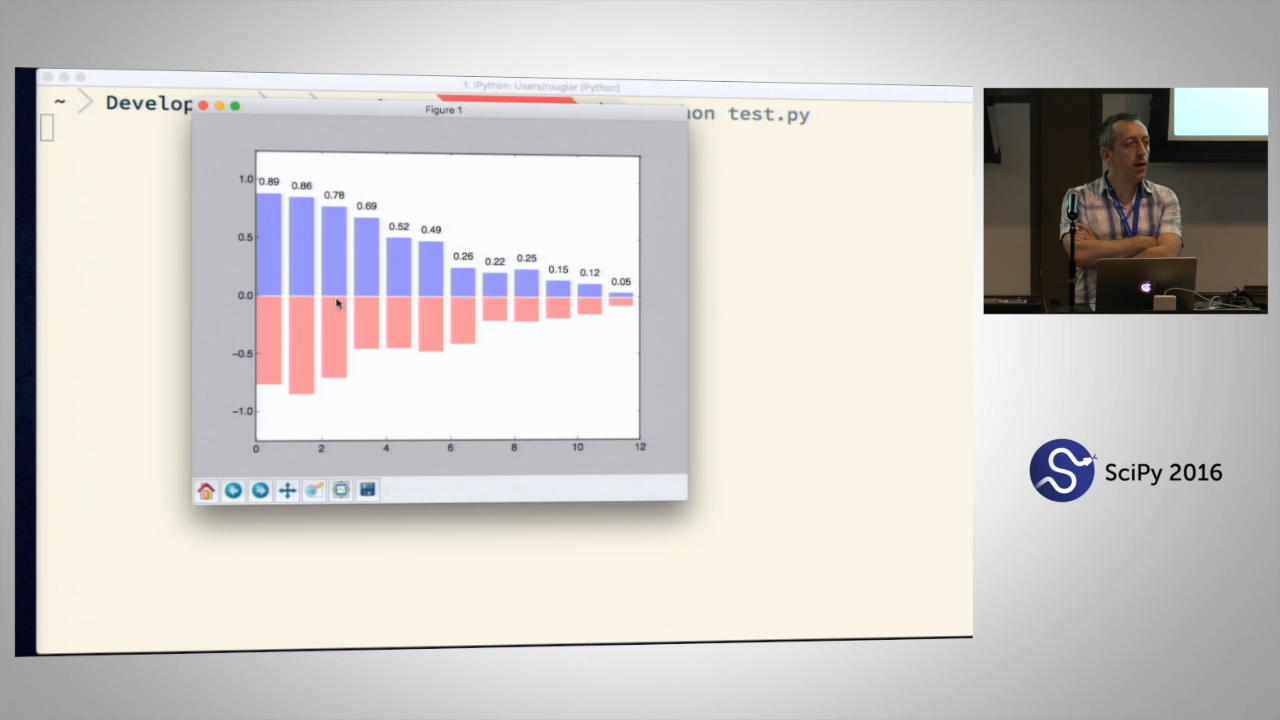 1. IPython: Users/rougier (Python)
~ Develop
on test.py
Figure 1
1.0
0.5
0.0
−0.5
−1.0
0.89 0.86 0.78 0.69 0.52 0.49 0.26 0.22 0.25 0.15 0.12 0.05
0 2 4 6 8 10 12
SciPy 2016